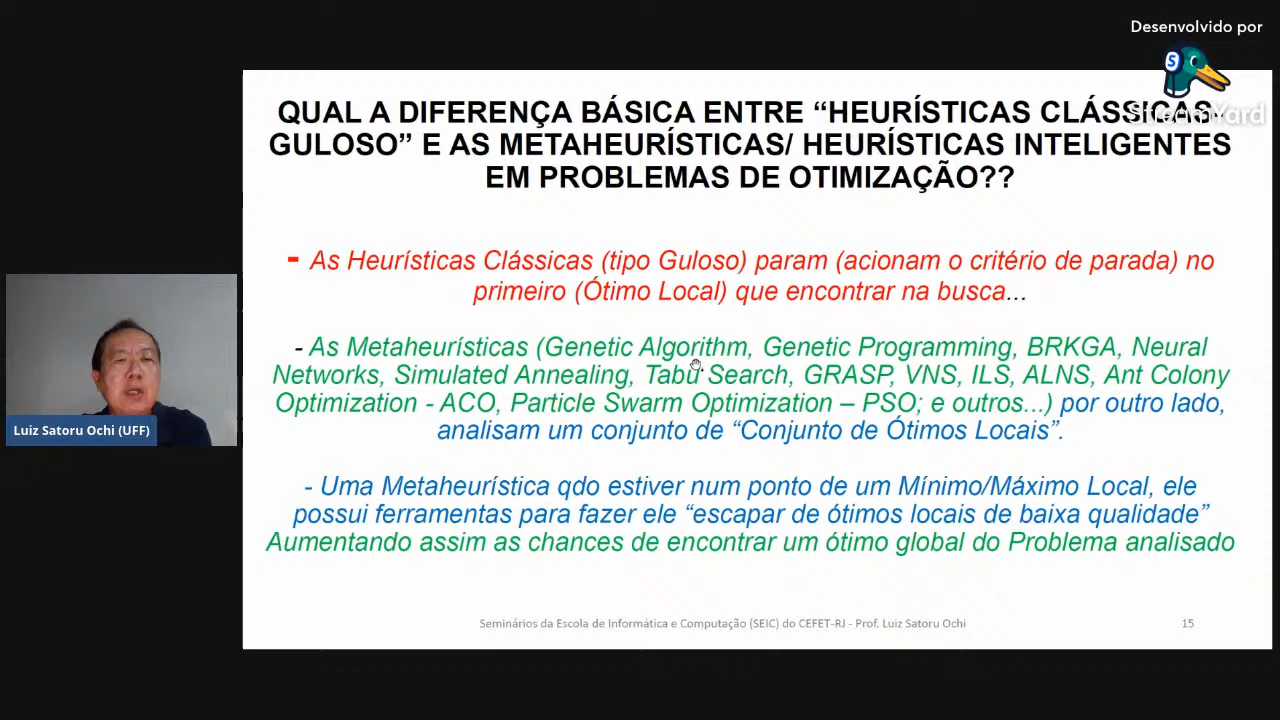 Desenvolvido por
S
StreamYard
QUAL A DIFERENÇA BÁSICA ENTRE “HEURÍSTICAS CLÁSSICAS
GULOSO” E AS METAHEURÍSTICAS/ HEURÍSTICAS INTELIGENTES
EM PROBLEMAS DE OTIMIZAÇÃO??
- As Heurísticas Clássicas (tipo Guloso) param (acionam o critério de parada) no
primeiro (Ótimo Local) que encontrar na busca...
- As Metaheurísticas (Genetic Algorithm, Genetic Programming, BRKGA, Neural
Networks, Simulated Annealing, Tabu Search, GRASP, VNS, ILS, ALNS, Ant Colony
Optimization - ACO, Particle Swarm Optimization – PSO; e outros...) por outro lado,
analisam um conjunto de “Conjunto de Ótimos Locais”.
- Uma Metaheurística qdo estiver num ponto de um Mínimo/Máximo Local, ele
possui ferramentas para fazer ele “escapar de ótimos locais de baixa qualidade”
Aumentando assim as chances de encontrar um ótimo global do Problema analisado
Luiz Satoru Ochi (UFF)
Seminários da Escola de Informática e Computação (SEIC) do CEFET-RJ - Prof. Luiz Satoru Ochi
15